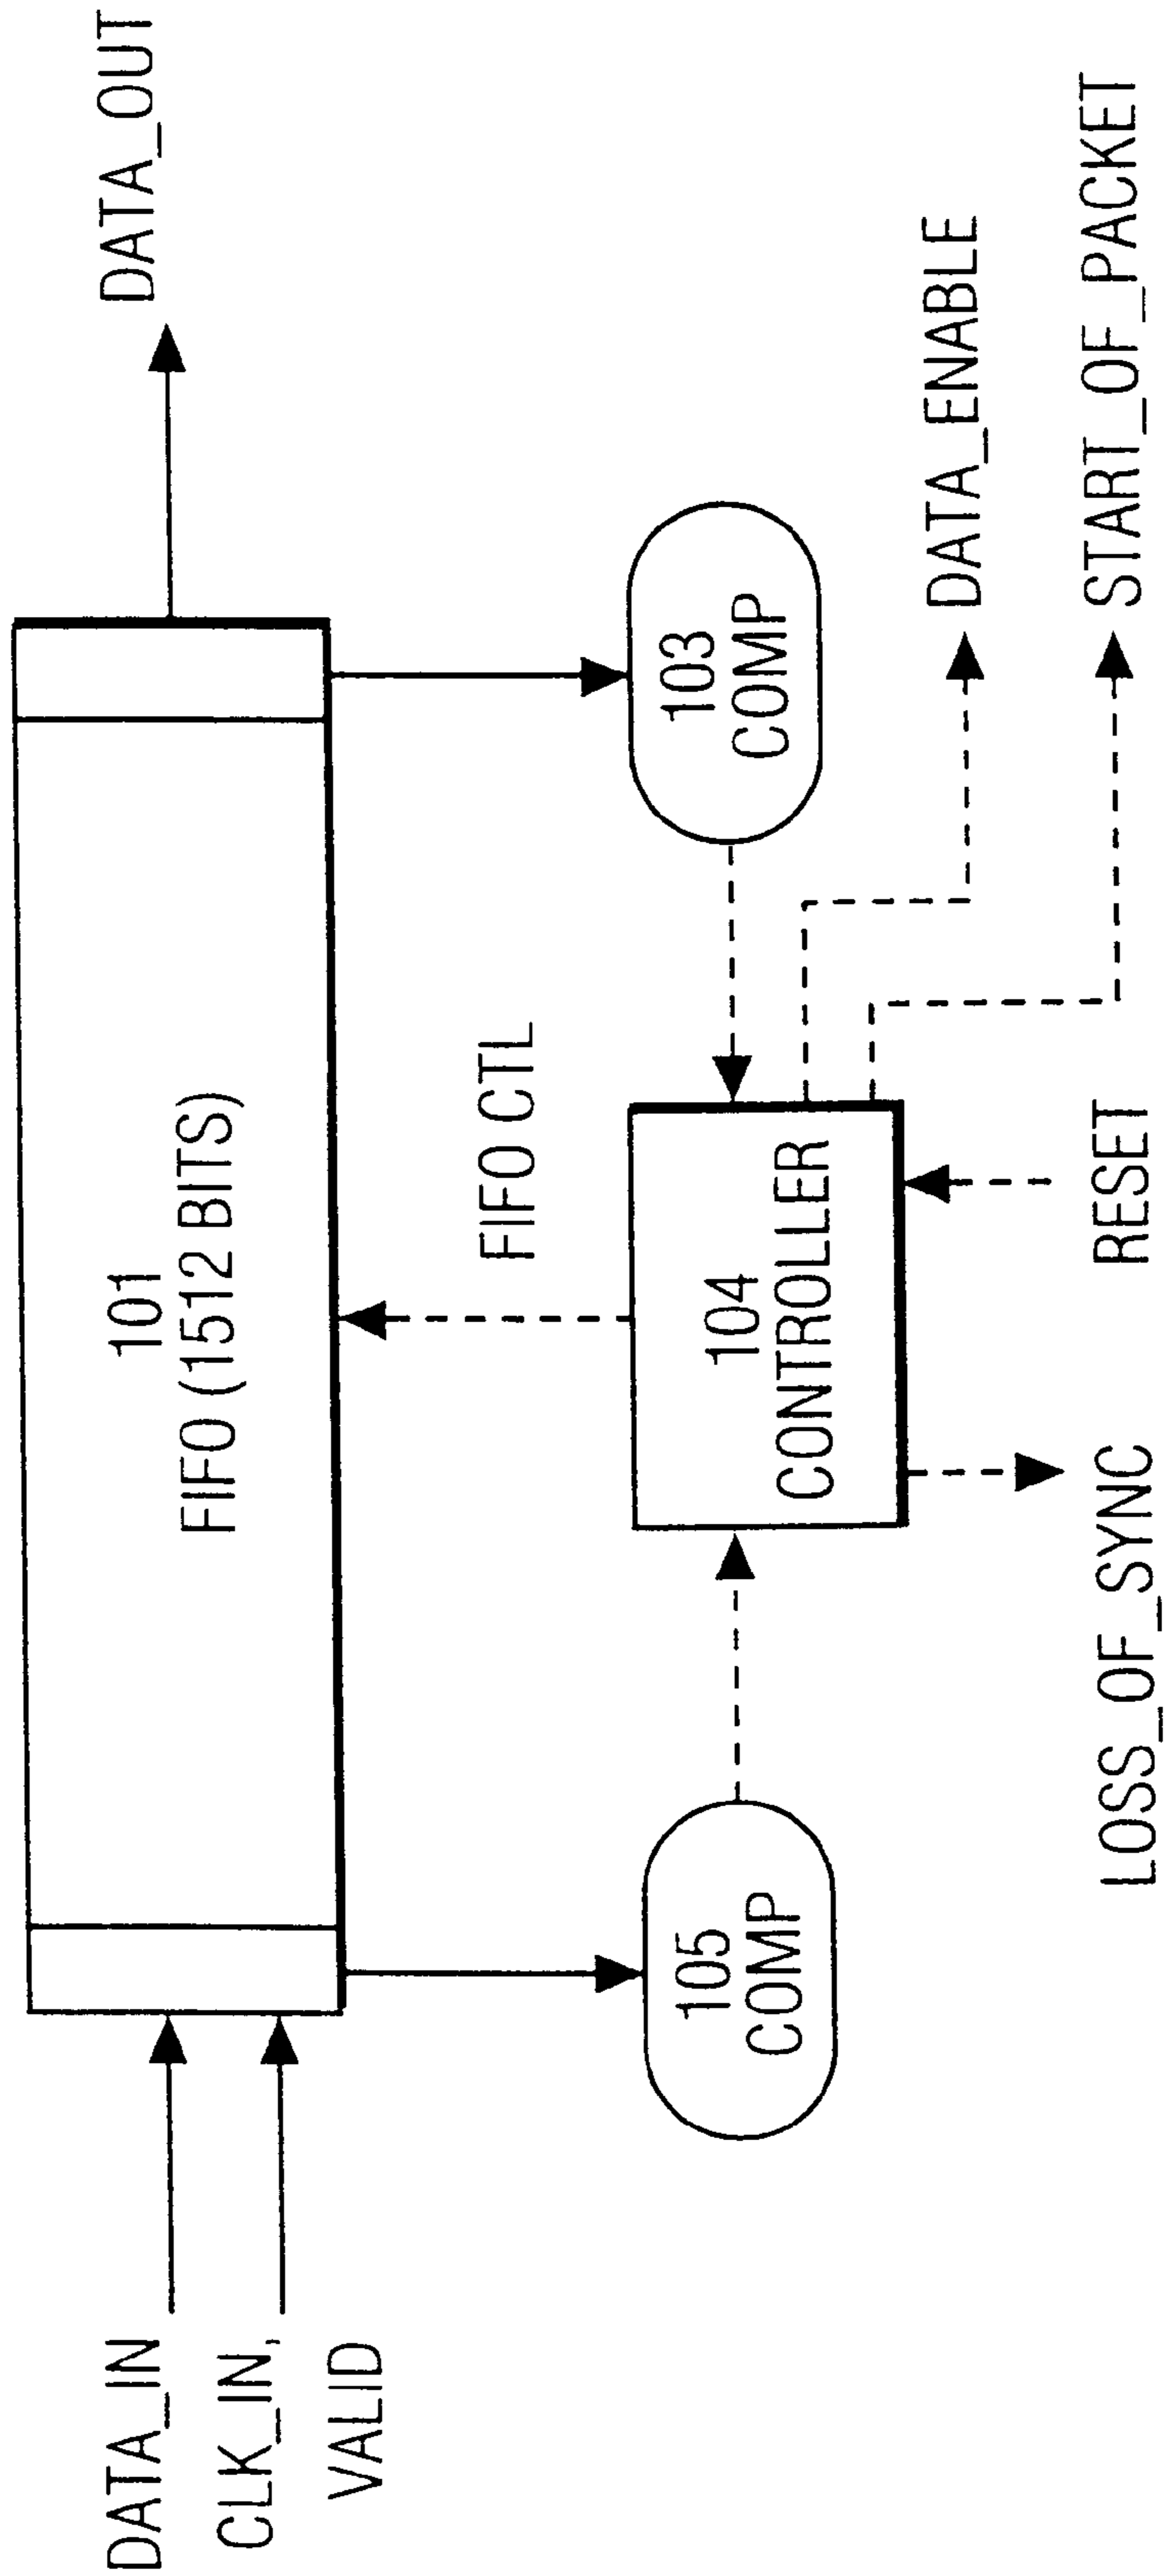 DATA_IN
CLK_IN,
VALID
101
FIFO (1512 BITS)
DATA_OUT
FIFO CTL
105
COMP
104
CONTROLLER
103
COMP
DATA_ENABLE
START_OF_PACKET
LOSS_OF_SYNC
RESET